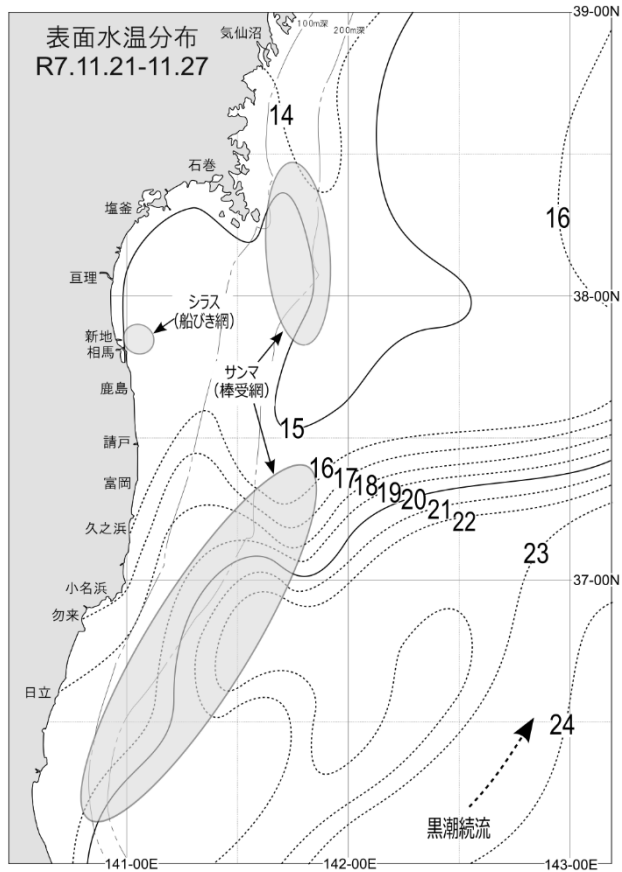 表面水温分布
R7.11.21-11.27
気仙沼
100m深
200m深
39-00N
14
石巻
塩釜
16
亘理
38-00N
シラス
(船びき網)
新地
相馬
サンマ
(棒受網)
鹿島
15
請戸
16
17
18
19
20
21
22
富岡
久之浜
23
37-00N
小名浜
勿来
日立
24
黒潮続流
141-00E
142-00E
143-00E